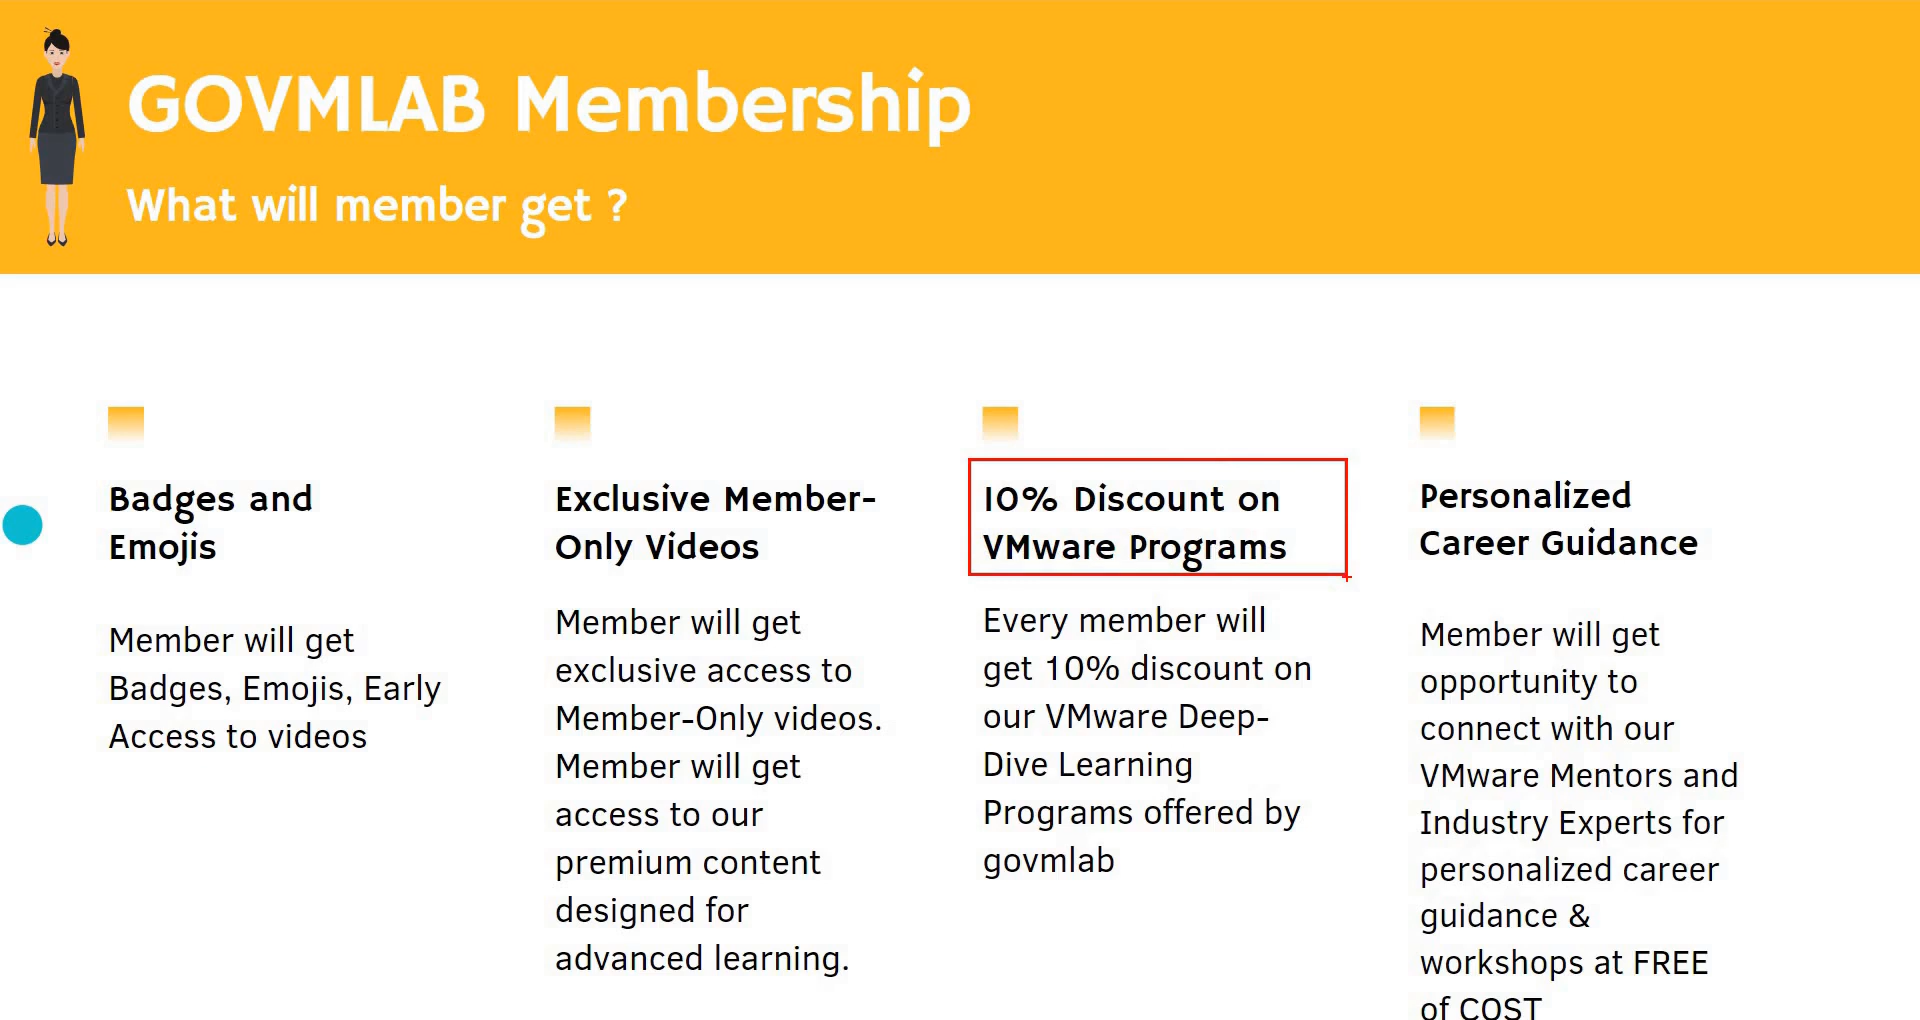 GOVMLAB Membership
What will member get ?
Badges and
Emojis
Member will get
Badges, Emojis, Early
Access to videos
Exclusive Member-
Only Videos
Member will get
exclusive access to
Member-Only videos.
Member will get
access to our
premium content
designed for
advanced learning.
10% Discount on
VMware Programs
Every member will
get 10% discount on
our VMware Deep-
Dive Learning
Programs offered by
govmlab
Personalized
Career Guidance
Member will get
opportunity to
connect with our
VMware Mentors and
Industry Experts for
personalized career
guidance &
workshops at FREE
of COST